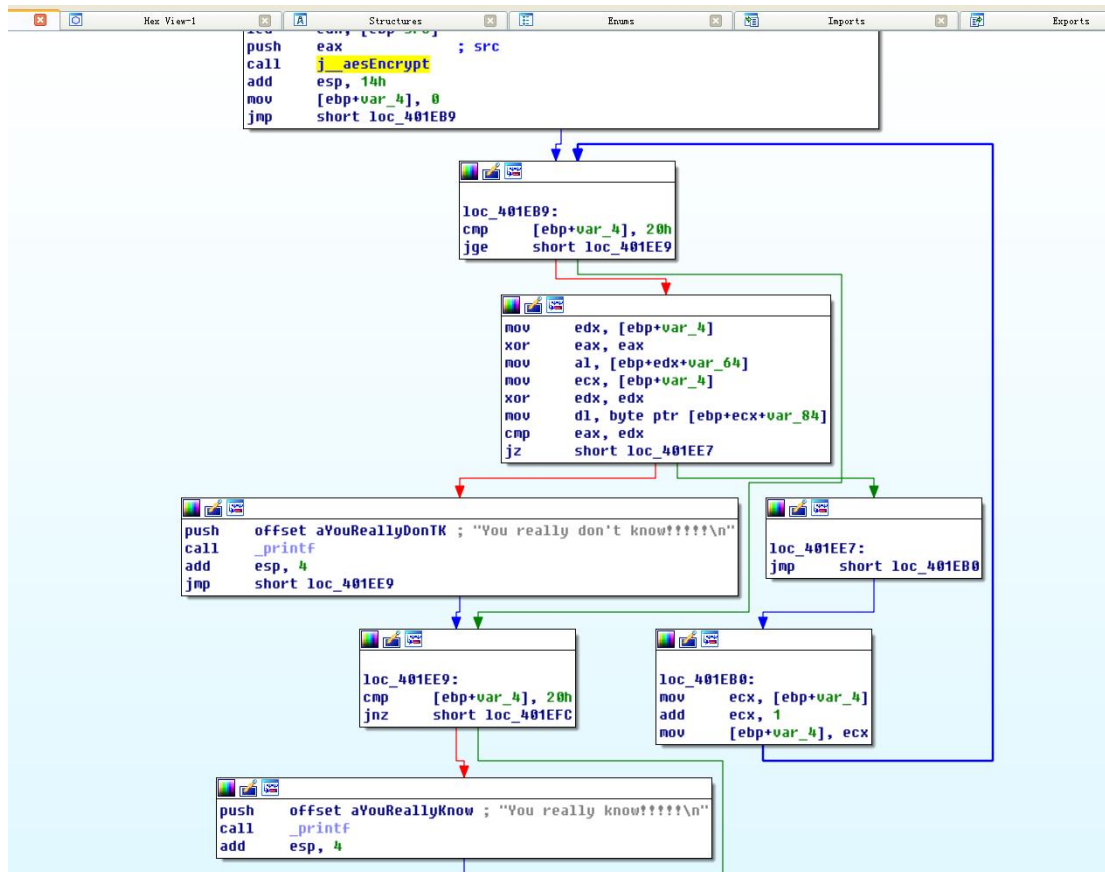 Hex View-1 Structures Enums Imports Exports
push eax ; src
call j__aesEncrypt
add esp, 14h
mov [ebp+var_4], 0
jmp short loc_401EB9
loc_401EB9:
cmp [ebp+var_4], 20h
jge short loc_401EE9
mov edx, [ebp+var_4]
xor eax, eax
mov al, [ebp+edx+var_64]
mov ecx, [ebp+var_4]
xor edx, edx
mov dl, byte ptr [ebp+ecx+var_84]
cmp eax, edx
jz short loc_401EE7
push offset aYouReallyDonTK ; "You really don't know!!!!!\n"
call _printf
add esp, 4
jmp short loc_401EE9
loc_401EE7:
jmp short loc_401EB0
loc_401EE9:
cmp [ebp+var_4], 20h
jnz short loc_401EFC
loc_401EB0:
mov ecx, [ebp+var_4]
add ecx, 1
mov [ebp+var_4], ecx
push offset aYouReallyKnow ; "You really know!!!!!\n"
call _printf
add esp, 4